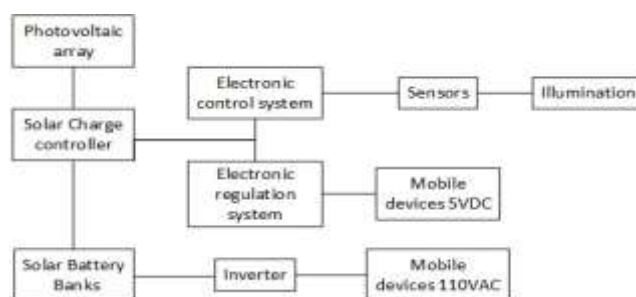 Photovoltaic
array
Electronic
control system
Sensors
Illumination
Solar Charge
controller
Electronic
regulation
system
Mobile
devices 5VDC
Solar Battery
Banks
Inverter
Mobile
devices 110VAC